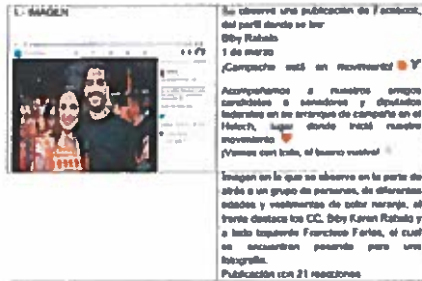 1.- IMAGEN
Se observa una publicación de Facebook,
del perfil donde se lee
Biby Rabelo
1 de marzo
¡Campeche está en movimiento!
Acompañamos a nuestros amigos
candidatos a senadores y diputados
federales en su arranque de campaña en el
lugar donde inició nuestro
movimiento
¡Vamos con todo, el bueno vuelve!
Imagen en la que se observa en la parte de
atrás a un grupo de personas, de diferentes
edades y vestimentas de color naranja, al
frente destaca los CC. Biby Karen Rabelo y
a lado izquierdo Francisco Farías, el cual
se encuentran posando para una
fotografía.
Publicación con 21 reacciones